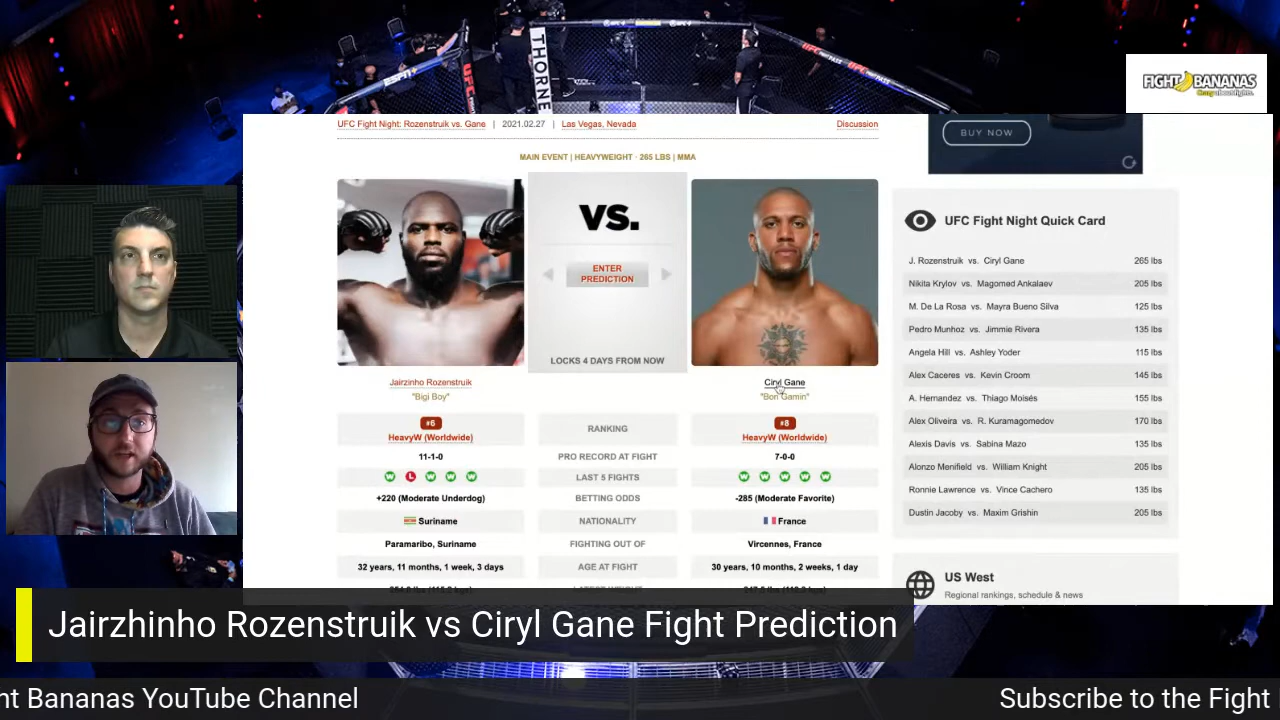 THORNE
ESPN+
UFC
UFC FIGHT PASS
FIGHT BANANAS
Crazy about fights.
BUY NOW
UFC Fight Night: Rozenstruik vs. Gane | 2021.02.27 | Las Vegas, Nevada
Discussion
MAIN EVENT | HEAVYWEIGHT · 265 LBS | MMA
VS.
ENTER
PREDICTION
LOCKS 4 DAYS FROM NOW
Jairzinho Rozenstruik
Ciryl Gane
"Bigi Boy"
"Bon Gamin"
#6
HeavyW (Worldwide)
RANKING
#8
HeavyW (Worldwide)
11-1-0
PRO RECORD AT FIGHT
7-0-0
W L W W W
LAST 5 FIGHTS
W W W W W
+220 (Moderate Underdog)
BETTING ODDS
-285 (Moderate Favorite)
Suriname
NATIONALITY
France
Paramaribo, Suriname
FIGHTING OUT OF
Vircennes, France
32 years, 11 months, 1 week, 3 days
AGE AT FIGHT
30 years, 10 months, 2 weeks, 1 day
UFC Fight Night Quick Card
J. Rozenstruik vs. Ciryl Gane 265 lbs
Nikita Krylov vs. Magomed Ankalaev 205 lbs
M. De La Rosa vs. Mayra Bueno Silva 125 lbs
Pedro Munhoz vs. Jimmie Rivera 135 lbs
Angela Hill vs. Ashley Yoder 115 lbs
Alex Caceres vs. Kevin Croom 145 lbs
A. Hernandez vs. Thiago Moisés 155 lbs
Alex Oliveira vs. R. Kuramagomedov 170 lbs
Alexis Davis vs. Sabina Mazo 135 lbs
Alonzo Menifield vs. William Knight 205 lbs
Ronnie Lawrence vs. Vince Cachero 135 lbs
Dustin Jacoby vs. Maxim Grishin 205 lbs
US West
Regional rankings, schedule & news
Jairzhinho Rozenstruik vs Ciryl Gane Fight Prediction
ht Bananas YouTube Channel
Subscribe to the Fight